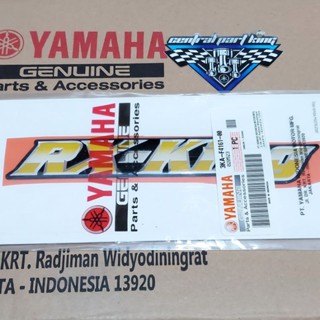 YAMAHA
GENUINE
Parts & Accessories
central part king
YAMAHA
GENUINE
Parts & Accessories
RX-King
YAMAHA
1 PC
KRT. Radjiman Widyodiningrat
TA - INDONESIA 13920